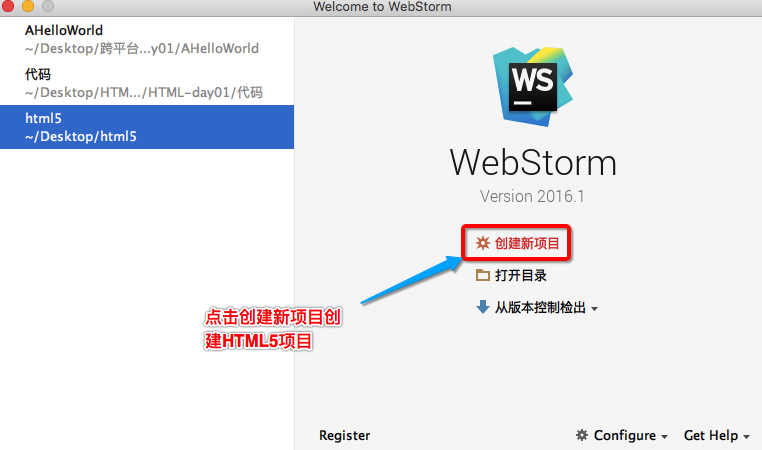 Welcome to WebStorm
AHelloWorld
~/Desktop/跨平台...y01/AHelloWorld
代码
~/Desktop/HTM.../HTML-day01/代码
html5
~/Desktop/html5
WS
WebStorm
Version 2016.1
创建新项目
打开目录
从版本控制检出
点击创建新项目创
建HTML5项目
Register
Configure
Get Help